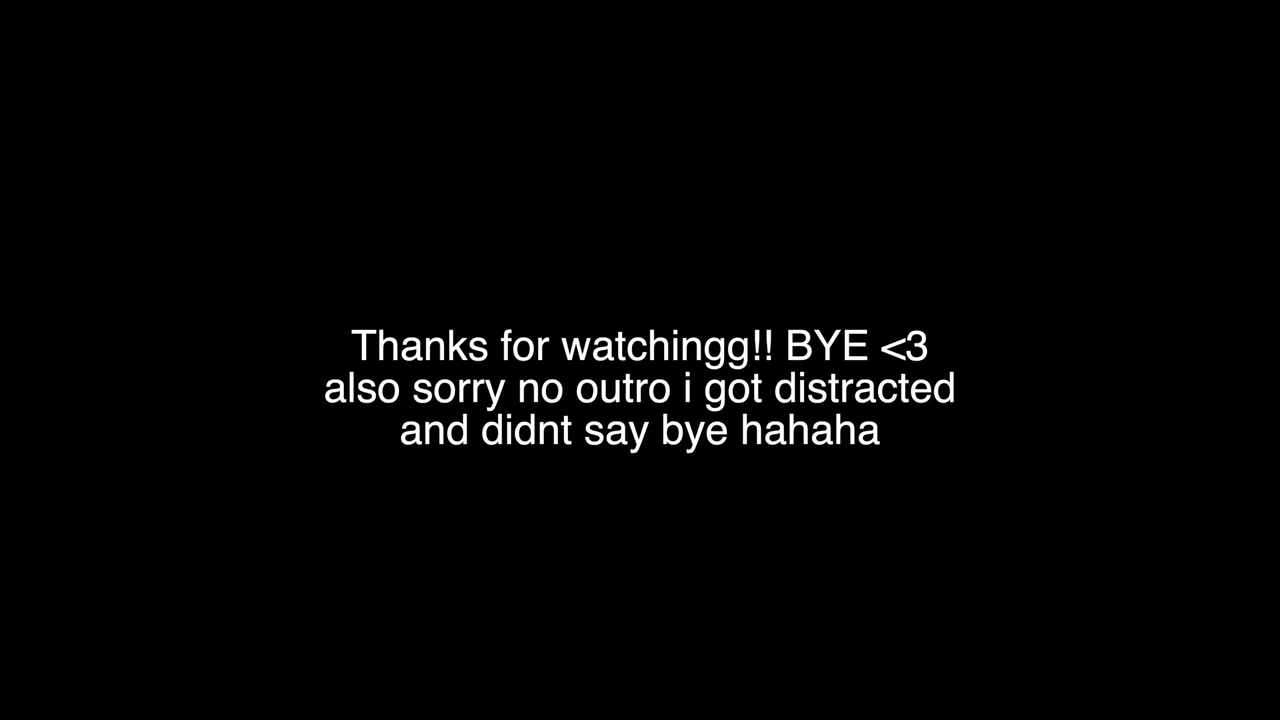 Thanks for watchingg!! BYE <3
also sorry no outro i got distracted
and didnt say bye hahaha